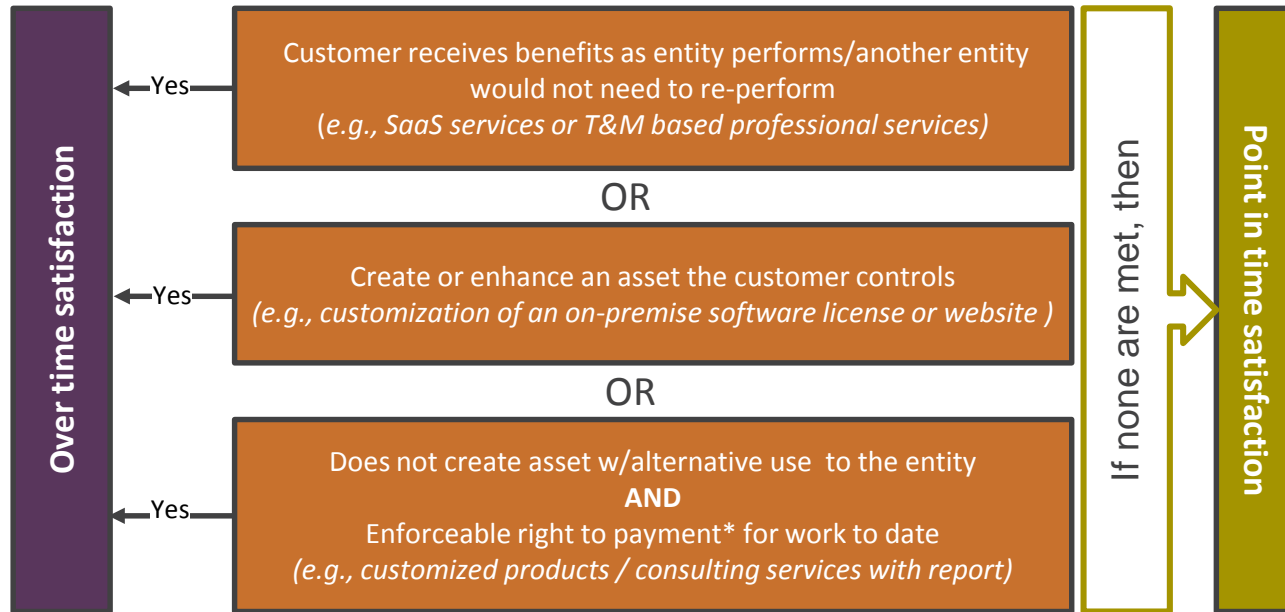 Over time satisfaction
Yes
Customer receives benefits as entity performs/another entity
would not need to re-perform
(e.g., SaaS services or T&M based professional services)
OR
Yes
Create or enhance an asset the customer controls
(e.g., customization of an on-premise software license or website )
OR
Yes
Does not create asset w/alternative use  to the entity
AND
Enforceable right to payment* for work to date
(e.g., customized products / consulting services with report)
If none are met, then
Point in time satisfaction